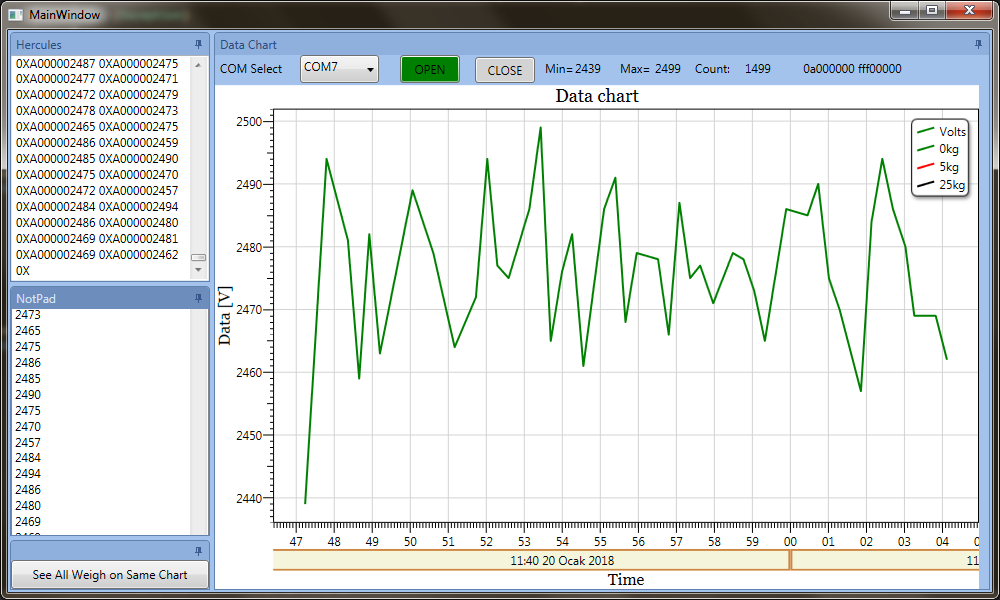 MainWindow
Hercules
0XA000002487 0XA000002475
0XA000002477 0XA000002471
0XA000002472 0XA000002479
0XA000002478 0XA000002473
0XA000002465 0XA000002475
0XA000002486 0XA000002459
0XA000002485 0XA000002490
0XA000002475 0XA000002470
0XA000002472 0XA000002457
0XA000002484 0XA000002494
0XA000002486 0XA000002480
0XA000002469 0XA000002481
0XA000002469 0XA000002462
0X
NotPad
2473
2465
2475
2486
2485
2490
2475
2470
2457
2484
2494
2486
2480
2469
See All Weigh on Same Chart
Data Chart
COM Select COM7 OPEN CLOSE Min= 2439 Max= 2499 Count: 1499 0a000000 fff00000
Data chart
Volts
0kg
5kg
25kg
Data [V]
2500
2490
2480
2470
2460
2450
2440
47 48 49 50 51 52 53 54 55 56 57 58 59 00 01 02 03 04
11:40 20 Ocak 2018 11
Time